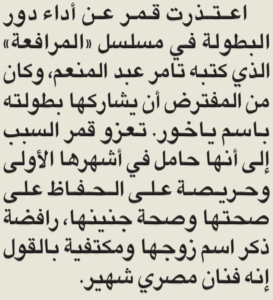 اعتذرت قمر عن أداء دور
البطولة في مسلسل «المرافعة»
الذي كتبه تامر عبد المنعم، وكان
من المفترض أن يشاركها بطولته
باسم ياخور. تعزو قمر السبب
إلى أنها حامل في أشهرها الأولى
وحريصة على الحفاظ على
صحتها وصحة جنينها، رافضة
ذكر اسم زوجها ومكتفية بالقول
إنه فنان مصري شهير.